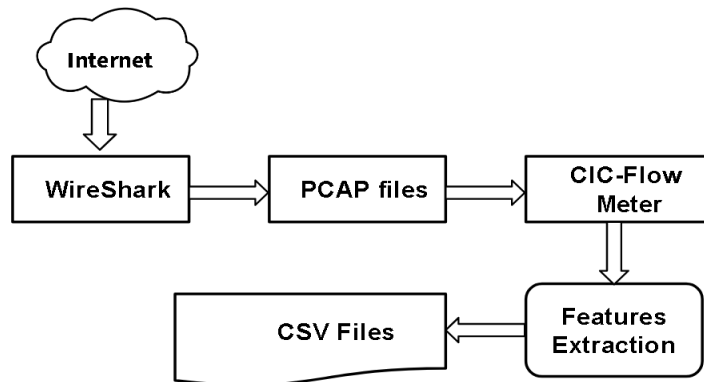 Internet
WireShark
PCAP files
CIC-Flow
Meter
Features
Extraction
CSV Files